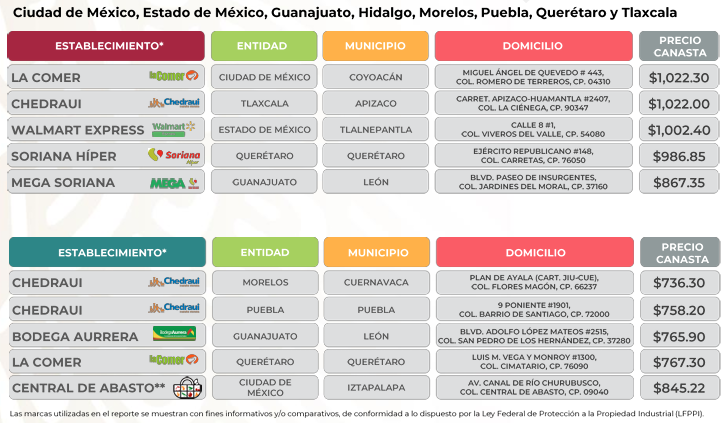 Ciudad de México, Estado de México, Guanajuato, Hidalgo, Morelos, Puebla, Querétaro y Tlaxcala
ESTABLECIMIENTO* ENTIDAD MUNICIPIO DOMICILIO PRECIO CANASTA
LA COMER laComer CIUDAD DE MÉXICO COYOACÁN MIGUEL ÁNGEL DE QUEVEDO # 443, COL. ROMERO DE TERREROS, CP. 04310 $1,022.30
CHEDRAUI Chedraui TLAXCALA APIZACO CARRET. APIZACO-HUAMANTLA #2407, COL. LA CIÉNEGA, CP. 90347 $1,022.00
WALMART EXPRESS Walmart ESTADO DE MÉXICO TLALNEPANTLA CALLE 8 #1, COL. VIVEROS DEL VALLE, CP. 54080 $1,002.40
SORIANA HÍPER Soriana Híper QUERÉTARO QUERÉTARO EJÉRCITO REPUBLICANO #148, COL. CARRETAS, CP. 76050 $986.85
MEGA SORIANA MEGA GUANAJUATO LEÓN BLVD. PASEO DE INSURGENTES, COL. JARDINES DEL MORAL, CP. 37160 $867.35
ESTABLECIMIENTO* ENTIDAD MUNICIPIO DOMICILIO PRECIO CANASTA
CHEDRAUI Chedraui MORELOS CUERNAVACA PLAN DE AYALA (CART. JIU-CUE), COL. FLORES MAGÓN, CP. 66237 $736.30
CHEDRAUI Chedraui PUEBLA PUEBLA 9 PONIENTE #1901, COL. BARRIO DE SANTIAGO, CP. 72000 $758.20
BODEGA AURRERA Bodega Aurrera GUANAJUATO LEÓN BLVD. ADOLFO LÓPEZ MATEOS #2515, COL. SAN PEDRO DE LOS HERNÁNDEZ, CP. 37280 $765.90
LA COMER laComer QUERÉTARO QUERÉTARO LUIS M. VEGA Y MONROY #1300, COL. CIMATARIO, CP. 76090 $767.30
CENTRAL DE ABASTO** CIUDAD DE MÉXICO IZTAPALAPA AV. CANAL DE RÍO CHURUBUSCO, COL. CENTRAL DE ABASTO, CP. 09040 $845.22
Las marcas utilizadas en el reporte se muestran con fines informativos y/o comparativos, de conformidad a lo dispuesto por la Ley Federal de Protección a la Propiedad Industrial (LFPPI).